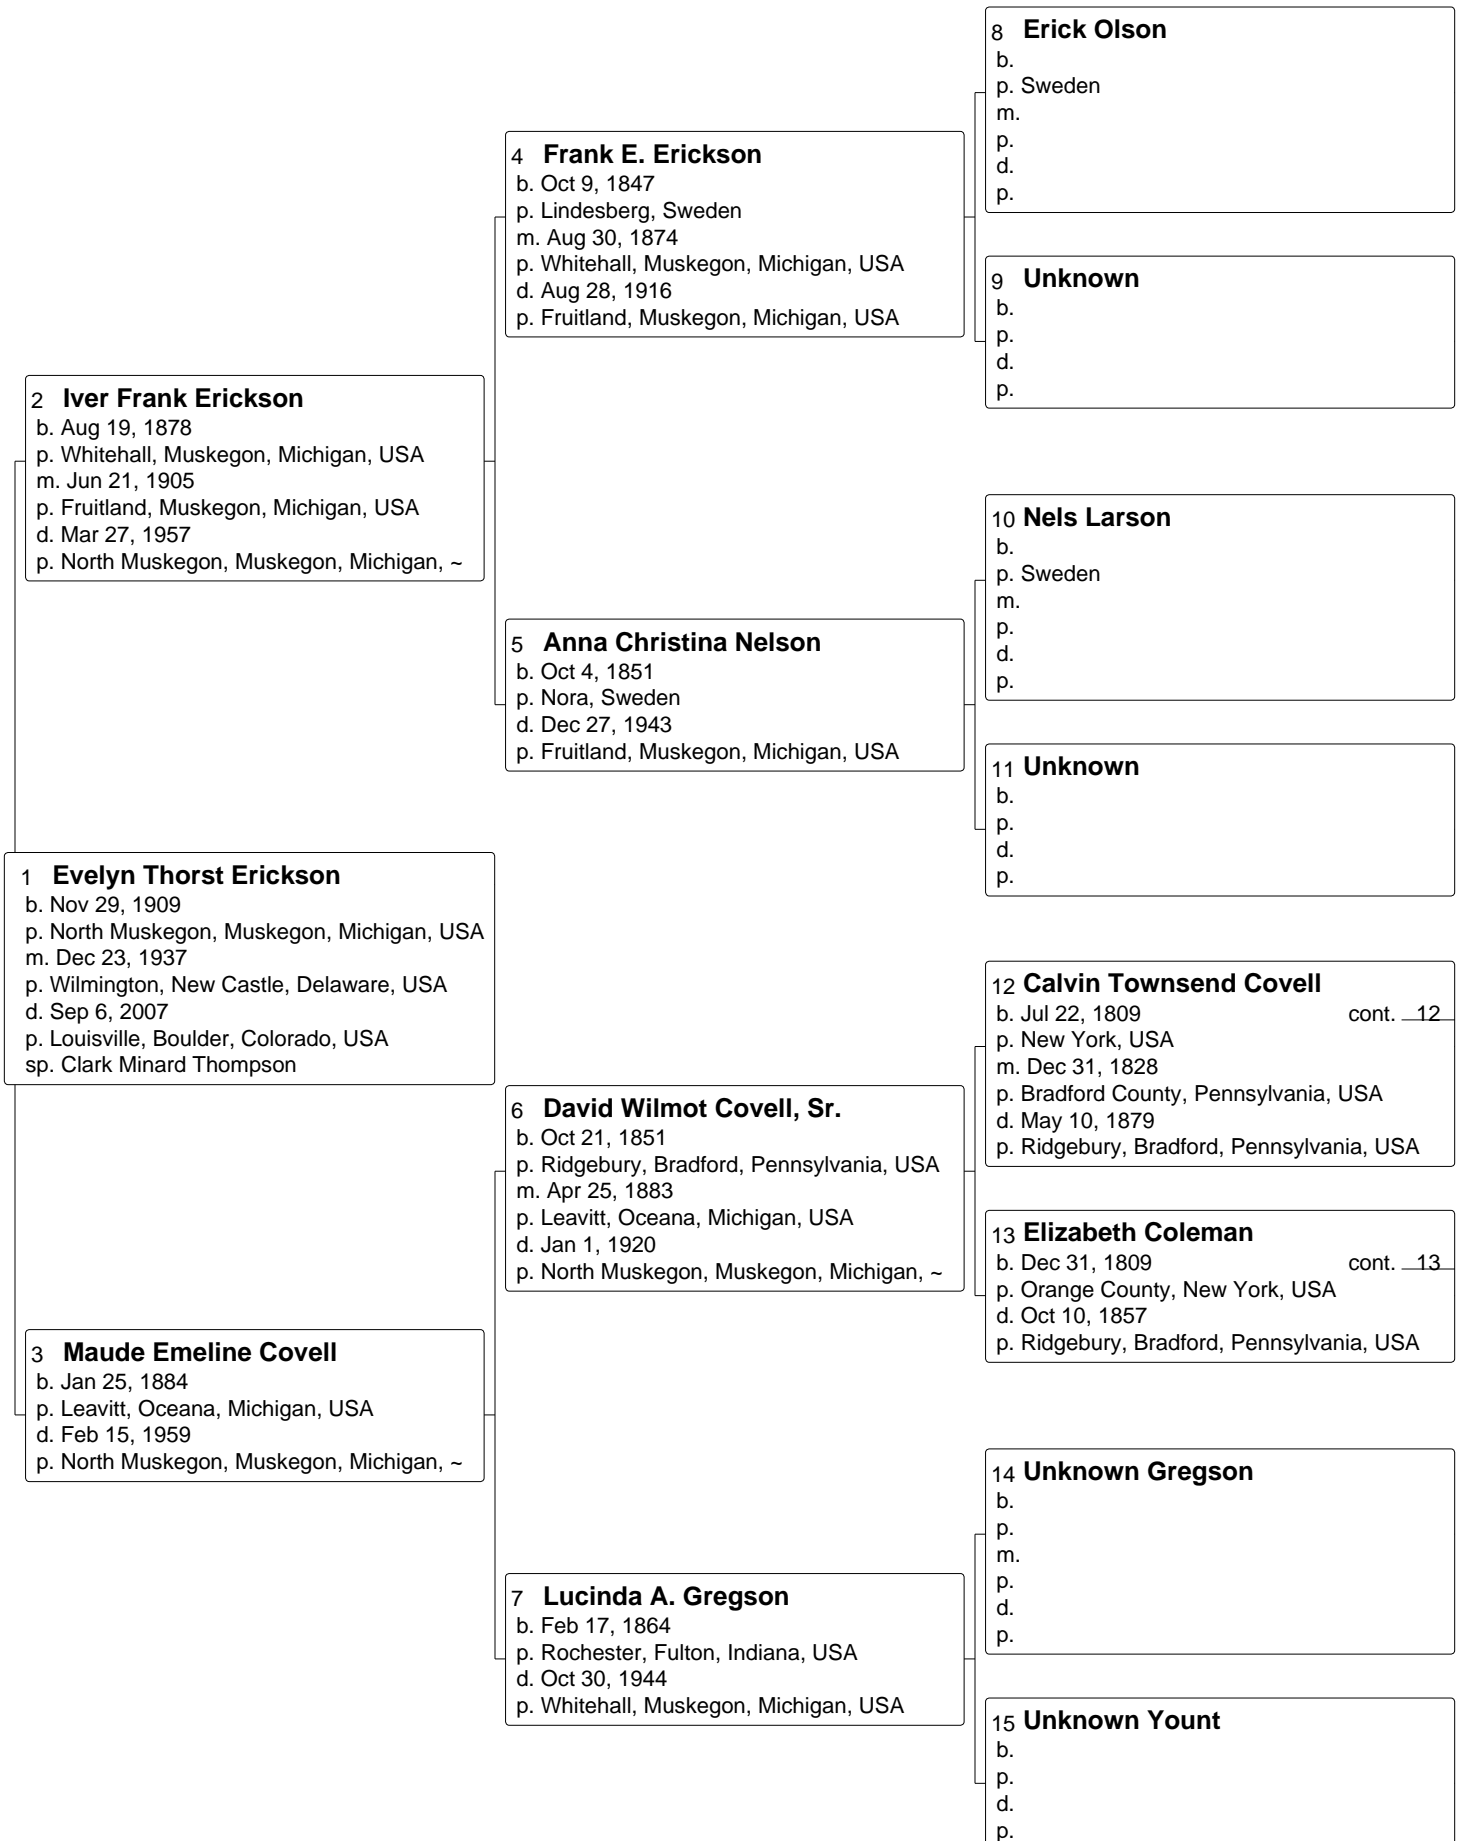 8 Erick Olson
b.
p. Sweden
m.
p.
d.
p.
4 Frank E. Erickson
b. Oct 9, 1847
p. Lindesberg, Sweden
m. Aug 30, 1874
p. Whitehall, Muskegon, Michigan, USA
d. Aug 28, 1916
p. Fruitland, Muskegon, Michigan, USA
9 Unknown
b.
p.
d.
p.
2 Iver Frank Erickson
b. Aug 19, 1878
p. Whitehall, Muskegon, Michigan, USA
m. Jun 21, 1905
p. Fruitland, Muskegon, Michigan, USA
d. Mar 27, 1957
p. North Muskegon, Muskegon, Michigan, ~
10 Nels Larson
b.
p. Sweden
m.
p.
d.
p.
5 Anna Christina Nelson
b. Oct 4, 1851
p. Nora, Sweden
d. Dec 27, 1943
p. Fruitland, Muskegon, Michigan, USA
11 Unknown
b.
p.
d.
p.
1 Evelyn Thorst Erickson
b. Nov 29, 1909
p. North Muskegon, Muskegon, Michigan, USA
m. Dec 23, 1937
p. Wilmington, New Castle, Delaware, USA
d. Sep 6, 2007
p. Louisville, Boulder, Colorado, USA
sp. Clark Minard Thompson
12 Calvin Townsend Covell
b. Jul 22, 1809 cont. 12
p. New York, USA
m. Dec 31, 1828
p. Bradford County, Pennsylvania, USA
d. May 10, 1879
p. Ridgebury, Bradford, Pennsylvania, USA
6 David Wilmot Covell, Sr.
b. Oct 21, 1851
p. Ridgebury, Bradford, Pennsylvania, USA
m. Apr 25, 1883
p. Leavitt, Oceana, Michigan, USA
d. Jan 1, 1920
p. North Muskegon, Muskegon, Michigan, ~
13 Elizabeth Coleman
b. Dec 31, 1809 cont. 13
p. Orange County, New York, USA
d. Oct 10, 1857
p. Ridgebury, Bradford, Pennsylvania, USA
3 Maude Emeline Covell
b. Jan 25, 1884
p. Leavitt, Oceana, Michigan, USA
d. Feb 15, 1959
p. North Muskegon, Muskegon, Michigan, ~
14 Unknown Gregson
b.
p.
m.
p.
d.
p.
7 Lucinda A. Gregson
b. Feb 17, 1864
p. Rochester, Fulton, Indiana, USA
d. Oct 30, 1944
p. Whitehall, Muskegon, Michigan, USA
15 Unknown Yount
b.
p.
d.
p.